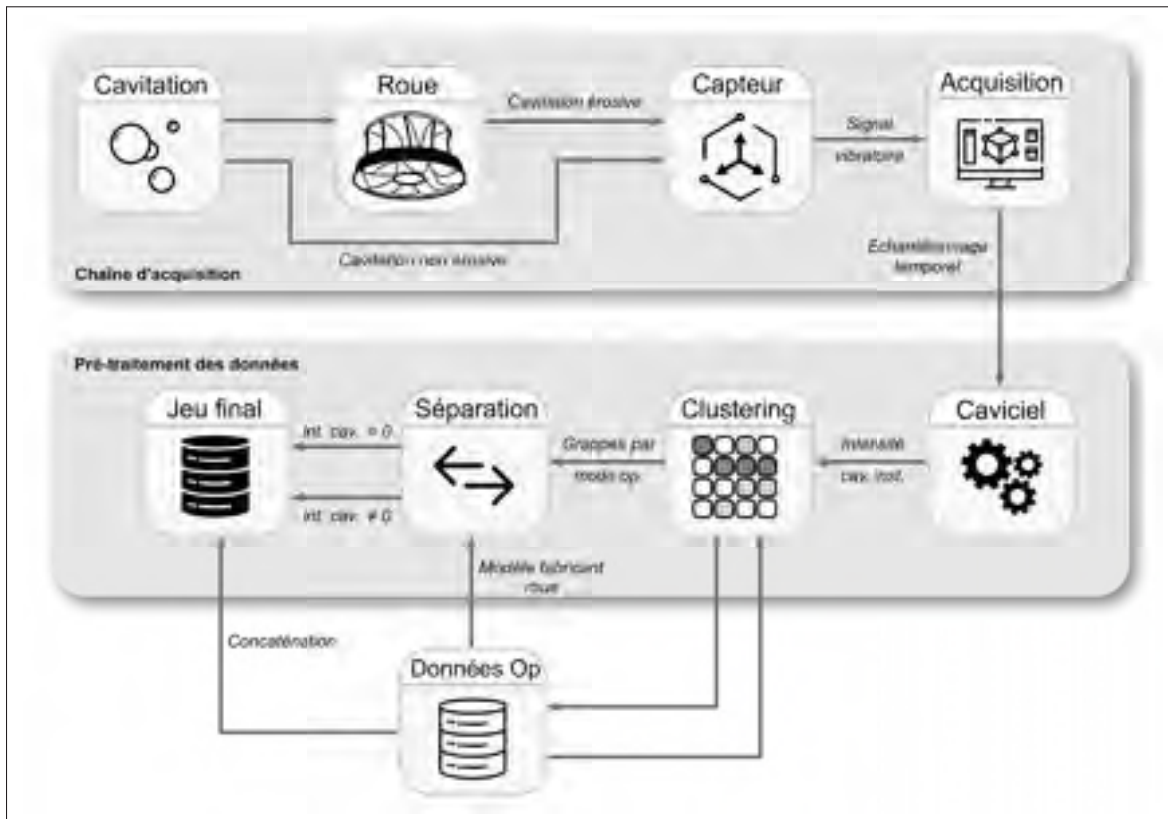 Cavitation
Roue
Capteur
Acquisition
Cavitation érosive
Signal
vibratoire
Cavitation non érosive
Echantillonnage
temporel
Chaîne d'acquisition
Pré-traitement des données
Jeu final
Séparation
Clustering
Caviciel
int. cav. = 0
int. cav. ≠ 0
Grappes par
mode op.
Intensité
cav. inst.
Modèle fabricant
roue
Concaténation
Données Op